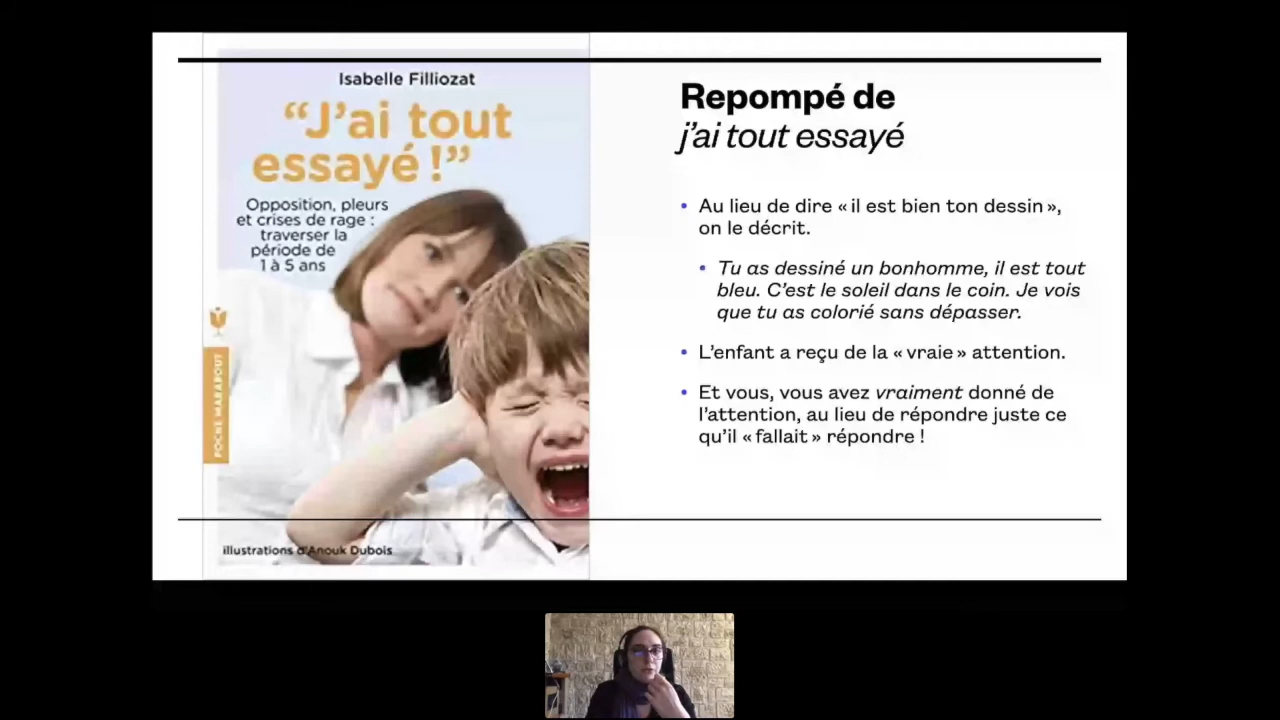 Isabelle Filliozat
“J’ai tout
essayé !”
Opposition, pleurs
et crises de rage :
traverser la
période de
1 à 5 ans
POCHE MARABOUT
illustrations d'Anouk Dubois
Repompé de
j’ai tout essayé
• Au lieu de dire « il est bien ton dessin »,
on le décrit.
• Tu as dessiné un bonhomme, il est tout
bleu. C’est le soleil dans le coin. Je vois
que tu as colorié sans dépasser.
• L’enfant a reçu de la « vraie » attention.
• Et vous, vous avez vraiment donné de
l’attention, au lieu de répondre juste ce
qu’il « fallait » répondre !